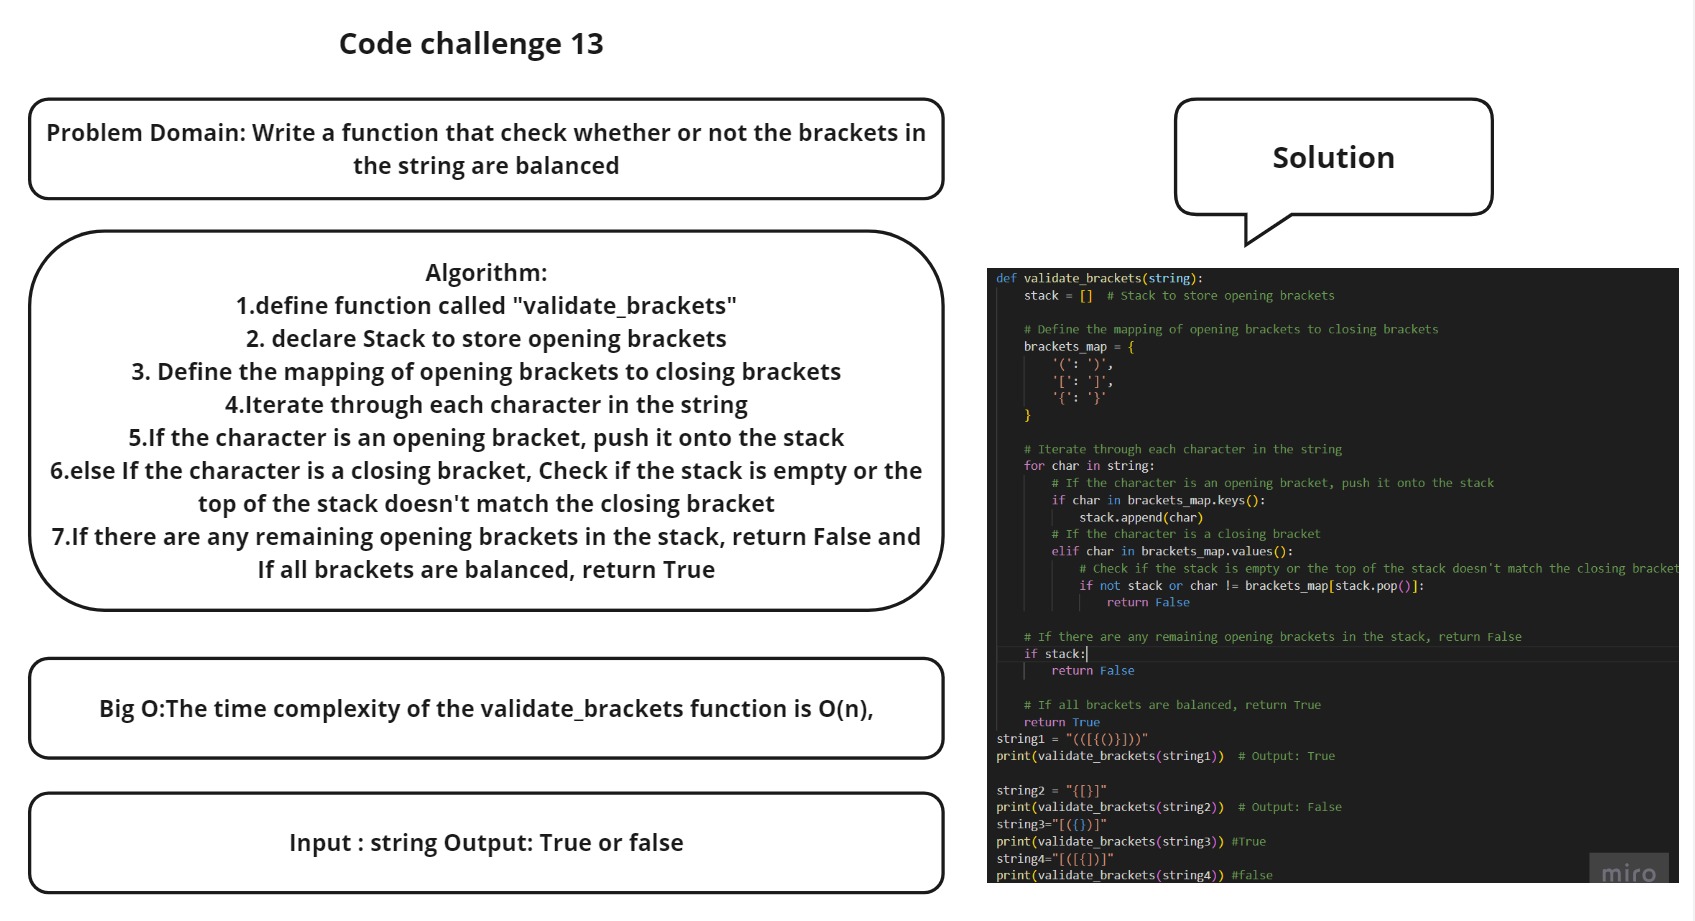 Code challenge 13
Problem Domain: Write a function that check whether or not the brackets in
the string are balanced
Algorithm:
1.define function called "validate_brackets"
2. declare Stack to store opening brackets
3. Define the mapping of opening brackets to closing brackets
4.Iterate through each character in the string
5.If the character is an opening bracket, push it onto the stack
6.else If the character is a closing bracket, Check if the stack is empty or the
top of the stack doesn't match the closing bracket
7.If there are any remaining opening brackets in the stack, return False and
If all brackets are balanced, return True
Big O:The time complexity of the validate_brackets function is O(n),
Input : string Output: True or false
Solution
def validate_brackets(string):
    stack = []  # Stack to store opening brackets
    # Define the mapping of opening brackets to closing brackets
    brackets_map = {
        '(': ')',
        '[': ']',
        '{': '}'
    }
    # Iterate through each character in the string
    for char in string:
        # If the character is an opening bracket, push it onto the stack
        if char in brackets_map.keys():
            stack.append(char)
        # If the character is a closing bracket
        elif char in brackets_map.values():
            # Check if the stack is empty or the top of the stack doesn't match the closing bracket
            if not stack or char != brackets_map[stack.pop()]:
                return False
    # If there are any remaining opening brackets in the stack, return False
    if stack:
        return False
    # If all brackets are balanced, return True
    return True
string1 = "(([{()}]))"
print(validate_brackets(string1))  # Output: True
string2 = "{[}]"
print(validate_brackets(string2))  # Output: False
string3="[({})]"
print(validate_brackets(string3)) #True
string4="[([{])]"
print(validate_brackets(string4)) #false
miro